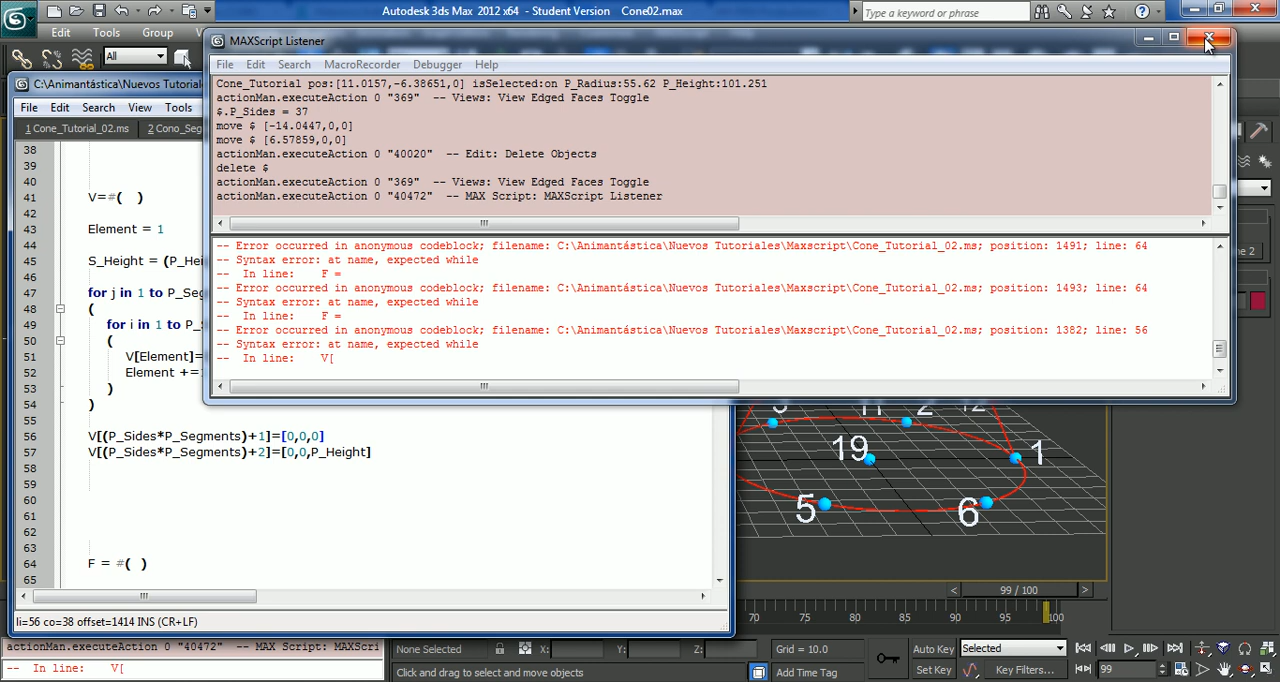 Autodesk 3ds Max 2012 x64 - Student Version Cone02.max
Type a keyword or phrase
Edit Tools Group
All
MAXScript Listener
File Edit Search MacroRecorder Debugger Help
Cone_Tutorial pos:[11.0157,-6.38651,0] isSelected:on P_Radius:55.62 P_Height:101.251
actionMan.executeAction 0 "369" -- Views: View Edged Faces Toggle
$.P_Sides = 37
move $ [-14.0447,0,0]
move $ [6.57859,0,0]
actionMan.executeAction 0 "40020" -- Edit: Delete Objects
delete $
actionMan.executeAction 0 "369" -- Views: View Edged Faces Toggle
actionMan.executeAction 0 "40472" -- MAX Script: MAXScript Listener
-- Error occurred in anonymous codeblock; filename: C:\Animantástica\Nuevos Tutoriales\Maxscript\Cone_Tutorial_02.ms; position: 1491; line: 64
-- Syntax error: at name, expected while
-- In line: F =
-- Error occurred in anonymous codeblock; filename: C:\Animantástica\Nuevos Tutoriales\Maxscript\Cone_Tutorial_02.ms; position: 1493; line: 64
-- Syntax error: at name, expected while
-- In line: F =
-- Error occurred in anonymous codeblock; filename: C:\Animantástica\Nuevos Tutoriales\Maxscript\Cone_Tutorial_02.ms; position: 1382; line: 56
-- Syntax error: at name, expected while
-- In line: V[
C:\Animantástica\Nuevos Tutorial
File Edit Search View Tools
1 Cone_Tutorial_02.ms 2 Cono_Seg
38
39
40
41 V=#( )
42
43 Element = 1
44
45 S_Height = (P_Hei
46
47 for j in 1 to P_Seg
48 (
49 for i in 1 to P_S
50 (
51 V[Element]=
52 Element +=
53 )
54 )
55
56 V[(P_Sides*P_Segments)+1]=[0,0,0]
57 V[(P_Sides*P_Segments)+2]=[0,0,P_Height]
58
59
60
61
62
63
64 F = #( )
65
li=56 co=38 offset=1414 INS (CR+LF)
ne 2
11 2 12
19 1
5 6
99 / 100
70 75 80 85 90 95 100
actionMan.executeAction 0 "40472" -- MAX Script: MAXScri
-- In line: V[
None Selected X: Y: Z: Grid = 10.0
Click and drag to select and move objects Add Time Tag
Auto Key Selected
Set Key Key Filters... 99